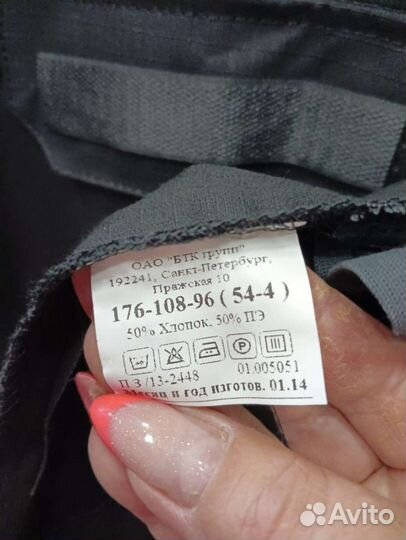 ОАО "БТК групп"
192241, Санкт-Петербург,
Пражская 10
176-108-96 ( 54-4 )
50% Хлопок. 50% ПЭ
P
П З /13-2448 01.005051
Месяц и год изготов. 01.14
Avito